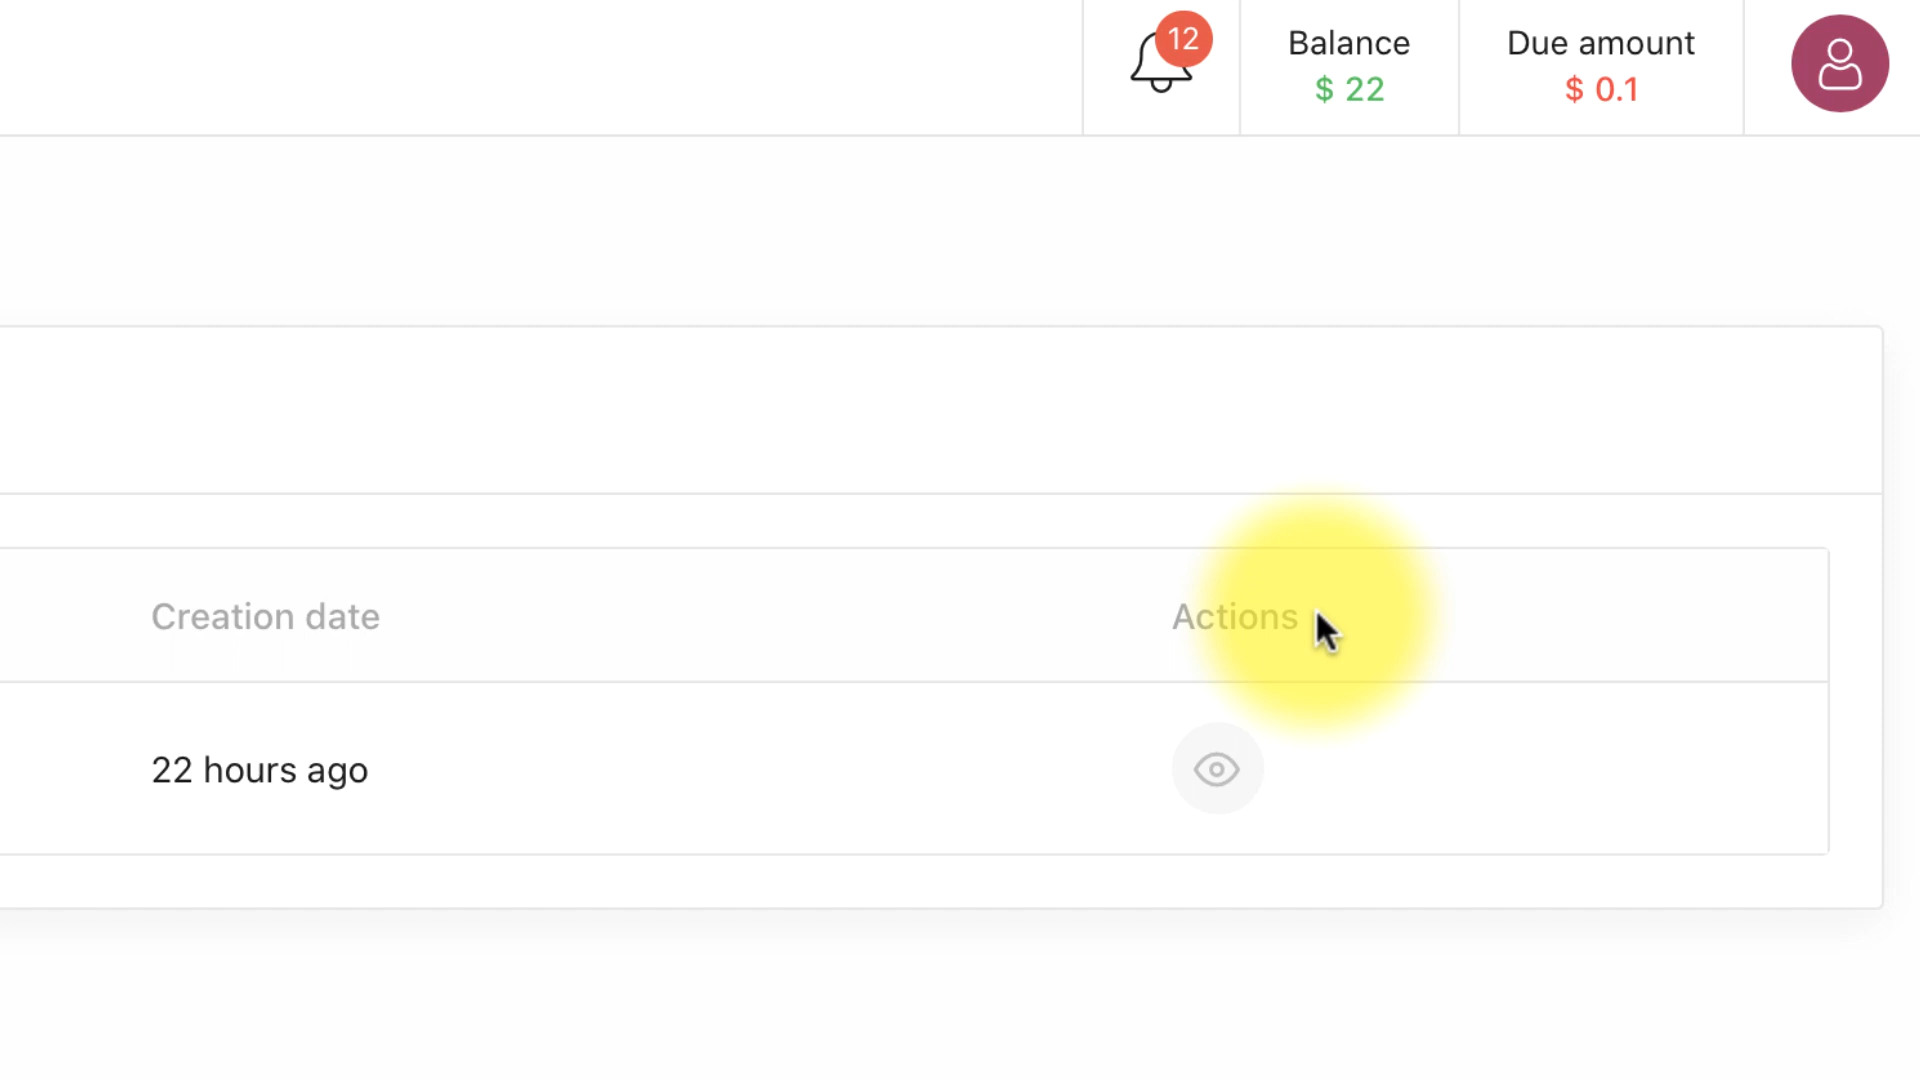 12
Balance
$ 22
Due amount
$ 0.1
Creation date
Actions
22 hours ago